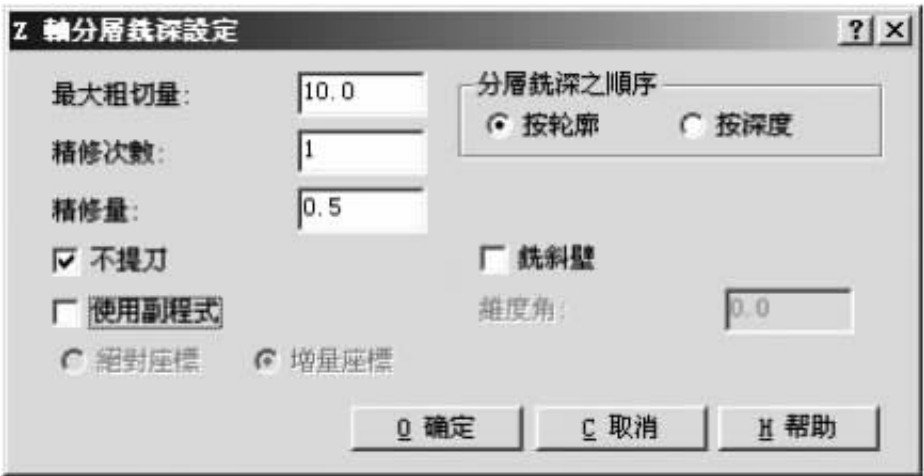 Z 軸分層銑深設定
最大粗切量: 10.0
精修次數: 1
精修量: 0.5
不提刀
使用副程式
絕對座標 增量座標
分層銑深之順序
按轮廓 按深度
銑斜壁
維度角: 0.0
O 确定 C 取消 H 帮助